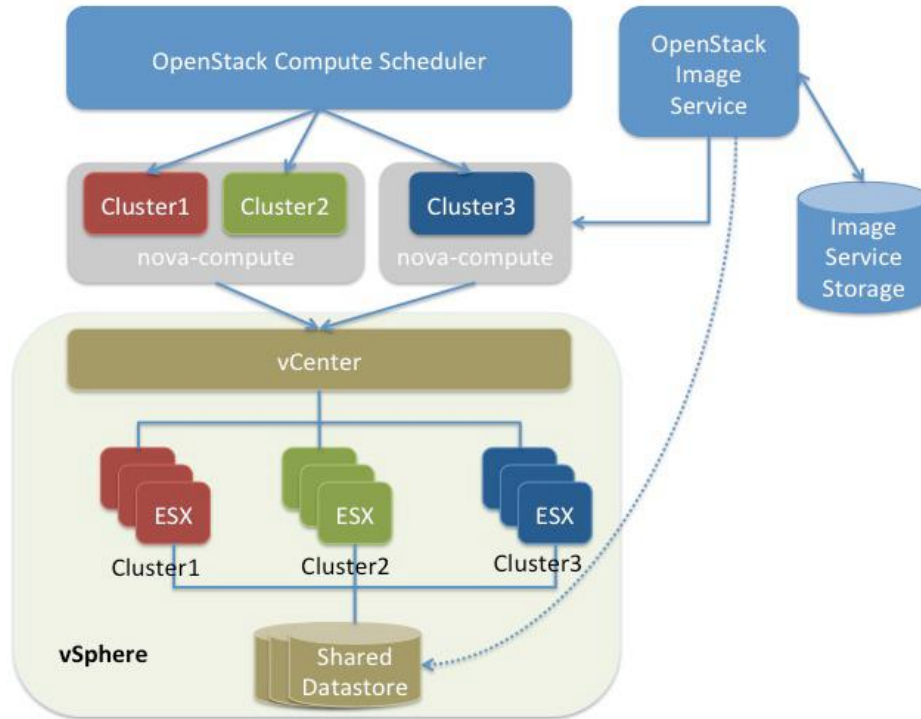 OpenStack Compute Scheduler
OpenStack
Image
Service
Cluster1
Cluster2
Cluster3
nova-compute
nova-compute
Image
Service
Storage
vCenter
ESX
ESX
ESX
Cluster1
Cluster2
Cluster3
vSphere
Shared
Datastore